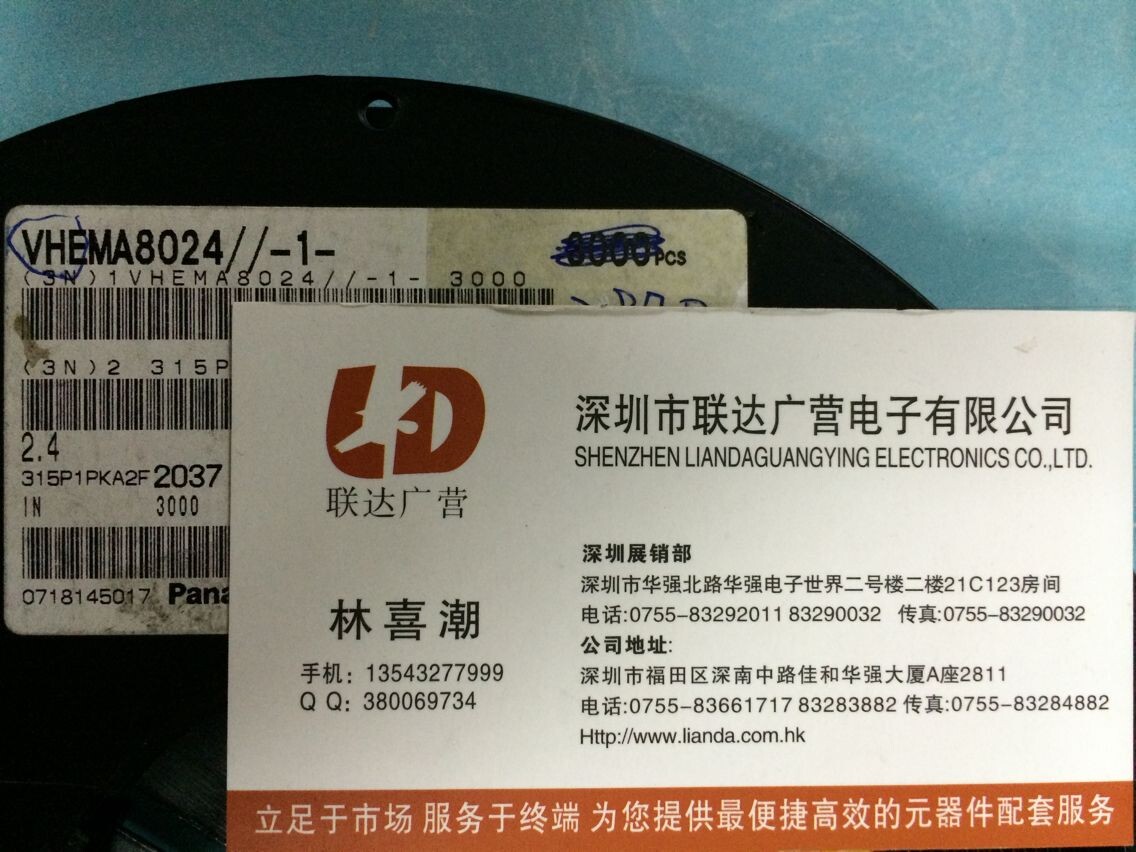 VHEMA8024//-1-
3000PCS
(3N)1VHEMA8024//-1- 3000
(3N)2 315P
2.4
315P1PKA2F 2037
IN 3000
0718145017 Pana
LD
联达广营
深圳市联达广营电子有限公司
SHENZHEN LIANDAGUANGYING ELECTRONICS CO.,LTD.
林喜潮
手机：13543277999
Q Q：380069734
深圳展销部
深圳市华强北路华强电子世界二号楼二楼21C123房间
电话:0755-83292011 83290032 传真:0755-83290032
公司地址:
深圳市福田区深南中路佳和华强大厦A座2811
电话:0755-83661717 83283882 传真:0755-83284882
Http://www.lianda.com.hk
立足于市场 服务于终端 为您提供最便捷高效的元器件配套服务